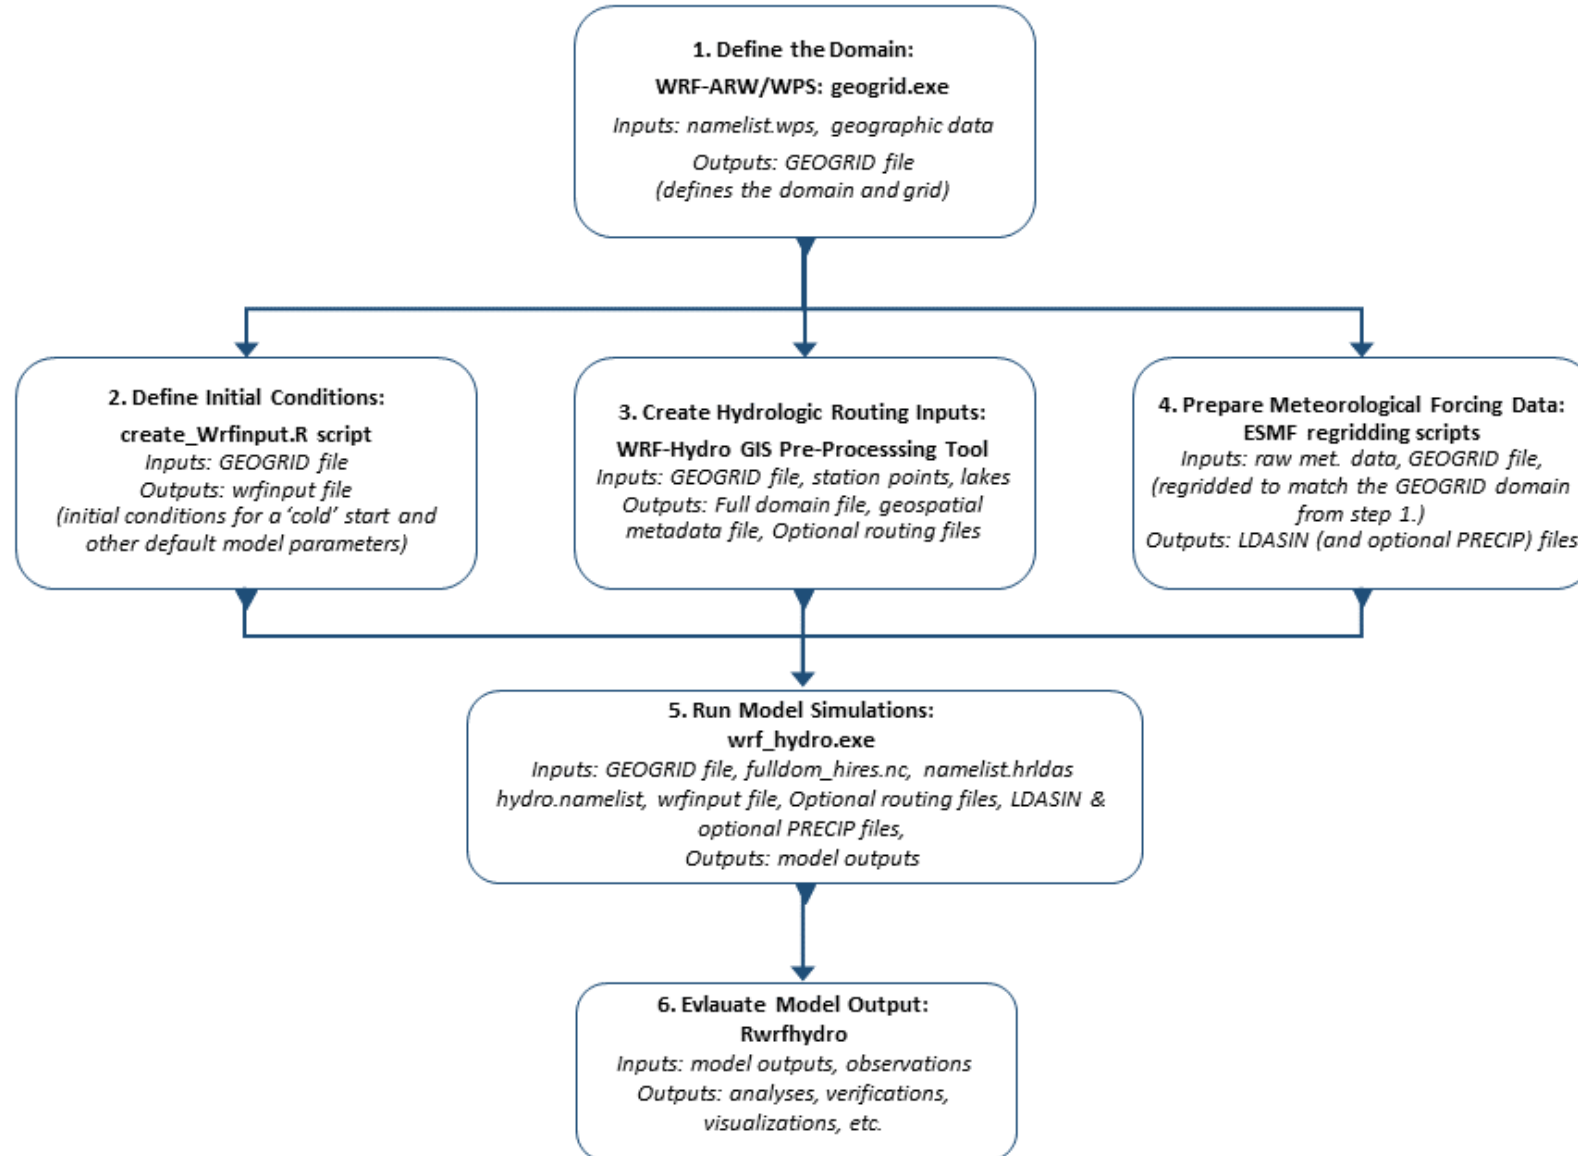 1. Define the Domain:
WRF-ARW/WPS: geogrid.exe
Inputs: namelist.wps, geographic data
Outputs: GEOGRID file
(defines the domain and grid)
2. Define Initial Conditions:
create_Wrfinput.R script
Inputs: GEOGRID file
Outputs: wrfinput file
(initial conditions for a ‘cold’ start and
other default model parameters)
3. Create Hydrologic Routing Inputs:
WRF-Hydro GIS Pre-Processsing Tool
Inputs: GEOGRID file, station points, lakes
Outputs: Full domain file, geospatial
metadata file, Optional routing files
4. Prepare Meteorological Forcing Data:
ESMF regridding scripts
Inputs: raw met. data, GEOGRID file,
(regridded to match the GEOGRID domain
from step 1.)
Outputs: LDASIN (and optional PRECIP) files
5. Run Model Simulations:
wrf_hydro.exe
Inputs: GEOGRID file, fulldom_hires.nc, namelist.hrldas
hydro.namelist, wrfinput file, Optional routing files, LDASIN &
optional PRECIP files,
Outputs: model outputs
6. Evlauate Model Output:
Rwrfhydro
Inputs: model outputs, observations
Outputs: analyses, verifications,
visualizations, etc.